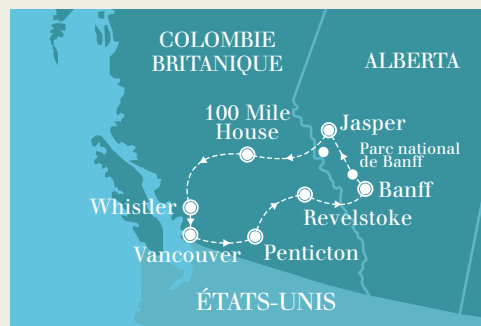 COLOMBIE
BRITANIQUE
ALBERTA
100 Mile
House
Jasper
Parc national
de Banff
Banff
Whistler
Revelstoke
Vancouver
Penticton
ÉTATS-UNIS